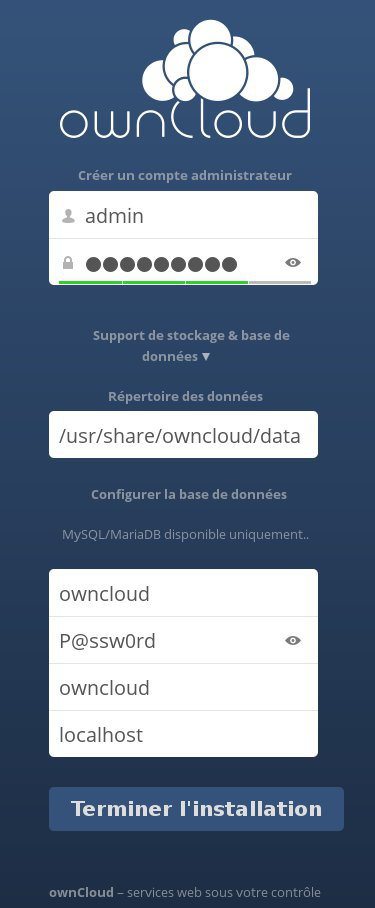 ownCloud
Créer un compte administrateur
admin
●●●●●●●●●
Support de stockage & base de
données ▼
Répertoire des données
/usr/share/owncloud/data
Configurer la base de données
MySQL/MariaDB disponible uniquement..
owncloud
P@ssw0rd
owncloud
localhost
Terminer l'installation
ownCloud – services web sous votre contrôle